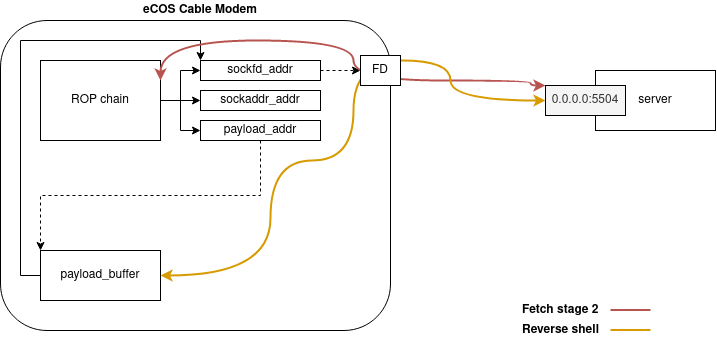 eCOS Cable Modem
sockfd_addr
FD
ROP chain
sockaddr_addr
0.0.0.0:5504
server
payload_addr
payload_buffer
Fetch stage 2
Reverse shell